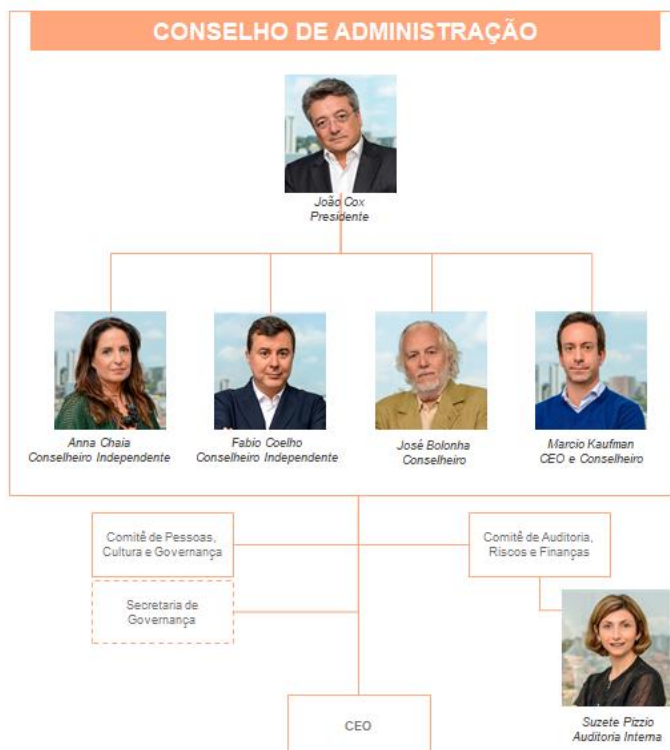 CONSELHO DE ADMINISTRAÇÃO
João Cox
Presidente
Anna Chaia
Conselheiro Independente
Fabio Coelho
Conselheiro Independente
José Bolonha
Conselheiro
Marcio Kaufman
CEO e Conselheiro
Comitê de Pessoas,
Cultura e Governança
Comitê de Auditoria,
Riscos e Finanças
Secretaria de
Governança
Suzete Pizzio
Auditoria Interna
CEO